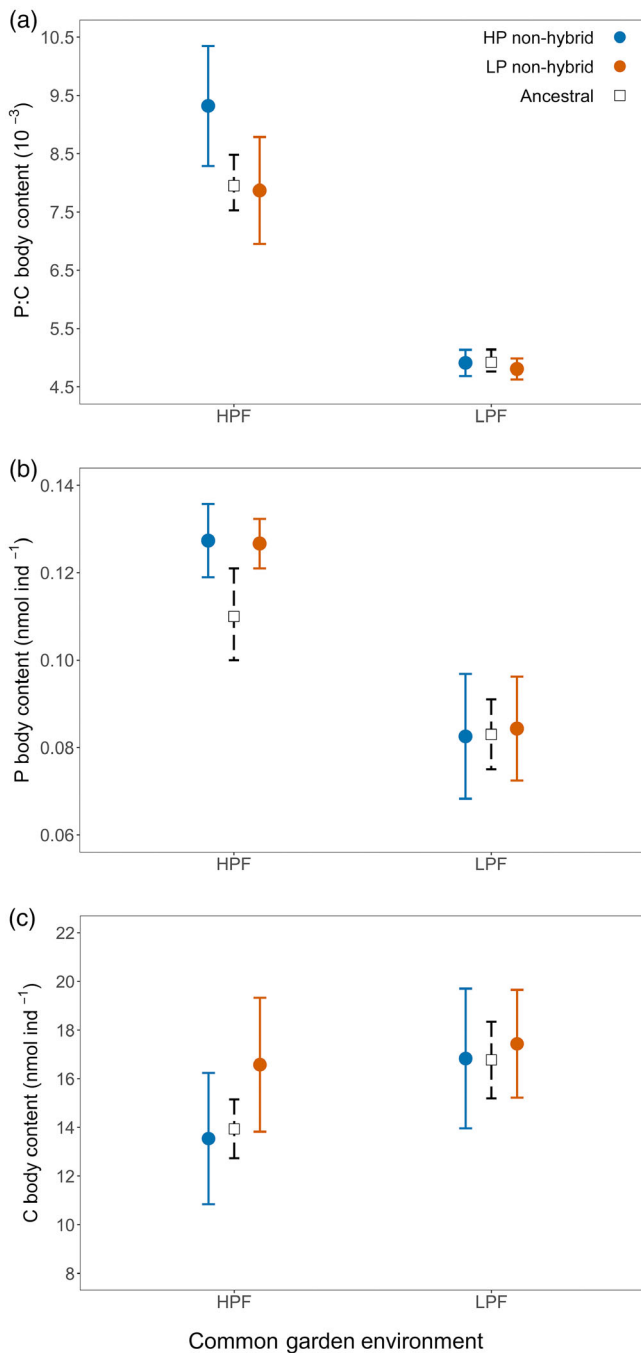 (a)
HP non-hybrid
LP non-hybrid
Ancestral
P:C body content (10⁻³)
10.5
9.5
8.5
7.5
6.5
5.5
4.5
HPF
LPF
(b)
P body content (nmol ind⁻¹)
0.14
0.12
0.10
0.08
0.06
HPF
LPF
(c)
C body content (nmol ind⁻¹)
22
20
18
16
14
12
10
8
HPF
LPF
Common garden environment